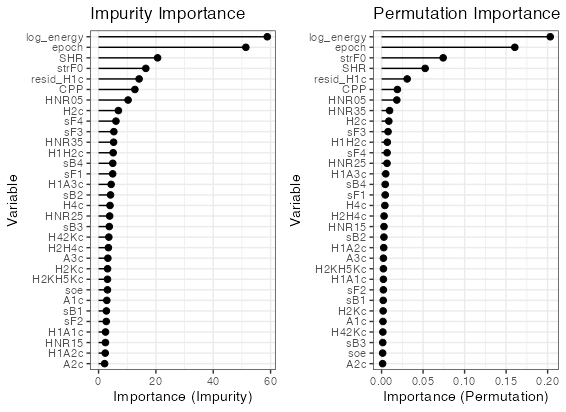 Impurity Importance
Variable
log_energy
epoch
SHR
strF0
resid_H1c
CPP
HNR05
H2c
sF4
sF3
HNR35
H1H2c
sB4
sF1
H1A3c
sB2
H4c
HNR25
sB3
H42Kc
H2H4c
A3c
H2Kc
H2KH5Kc
soe
A1c
sB1
sF2
H1A1c
HNR15
H1A2c
A2c
0 20 40 60
Importance (Impurity)
Permutation Importance
Variable
log_energy
epoch
strF0
SHR
resid_H1c
CPP
HNR05
HNR35
H2c
sF3
H1H2c
sF4
HNR25
H1A3c
sB4
sF1
H4c
H2H4c
HNR15
sB2
H1A2c
A3c
H2KH5Kc
H1A1c
sF2
sB1
H2Kc
A1c
H42Kc
sB3
soe
A2c
0.00 0.05 0.10 0.15 0.20
Importance (Permutation)